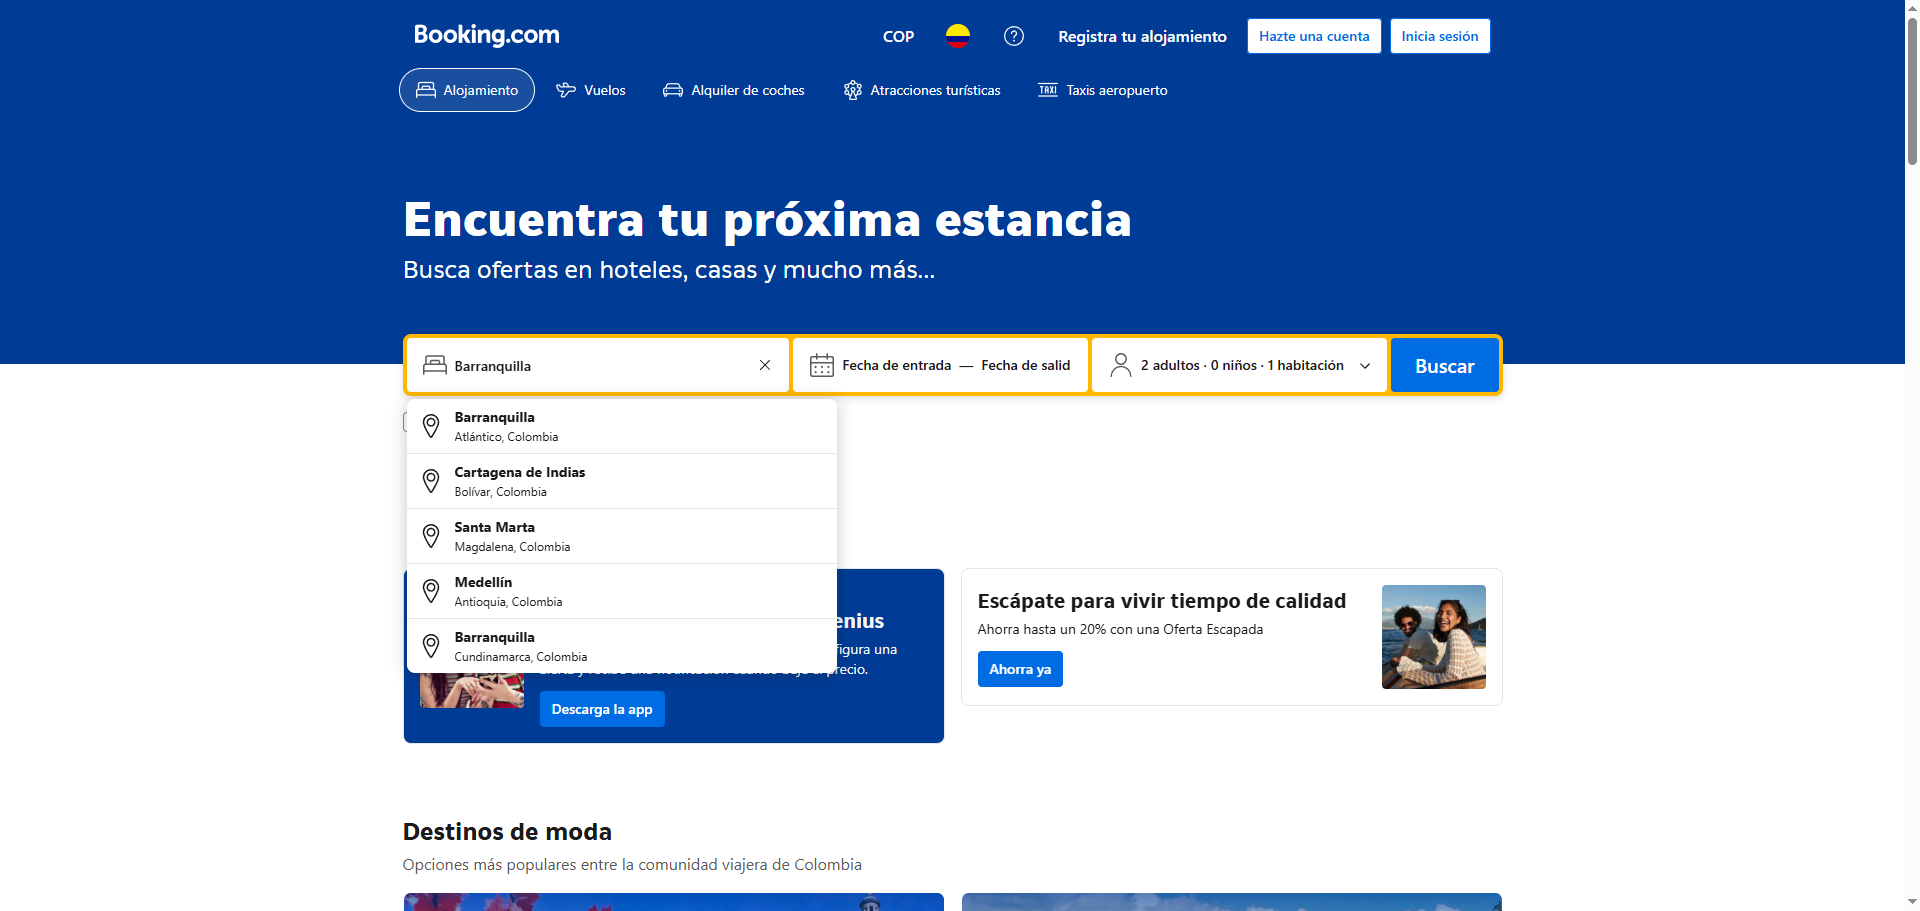 Booking.com
COP
Registra tu alojamiento
Hazte una cuenta
Inicia sesión
Alojamiento
Vuelos
Alquiler de coches
Atracciones turísticas
TAXI
Taxis aeropuerto
Encuentra tu próxima estancia
Busca ofertas en hoteles, casas y mucho más...
Barranquilla
Fecha de entrada — Fecha de salid
2 adultos · 0 niños · 1 habitación
Buscar
Barranquilla
Atlántico, Colombia
Cartagena de Indias
Bolívar, Colombia
Santa Marta
Magdalena, Colombia
Medellín
Antioquia, Colombia
Barranquilla
Cundinamarca, Colombia
enius
figura una
precio.
Descarga la app
Escápate para vivir tiempo de calidad
Ahorra hasta un 20% con una Oferta Escapada
Ahorra ya
Destinos de moda
Opciones más populares entre la comunidad viajera de Colombia